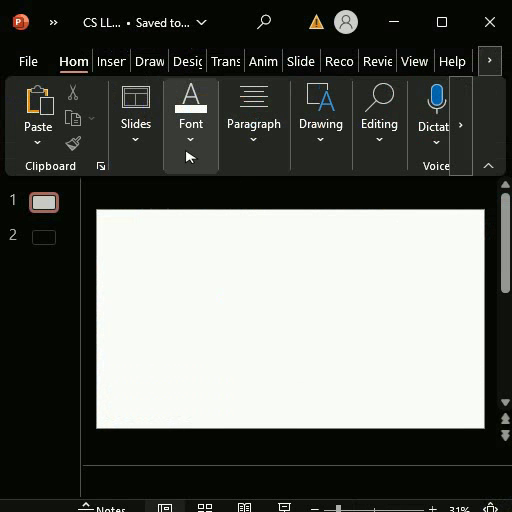 CS LL... • Saved to...
File Hom Inser Draw Desig Trans Anim Slide Reco Revie View Help
Paste Slides Font Paragraph Drawing Editing Dictat
Clipboard Voice
1
2
Notes 31%